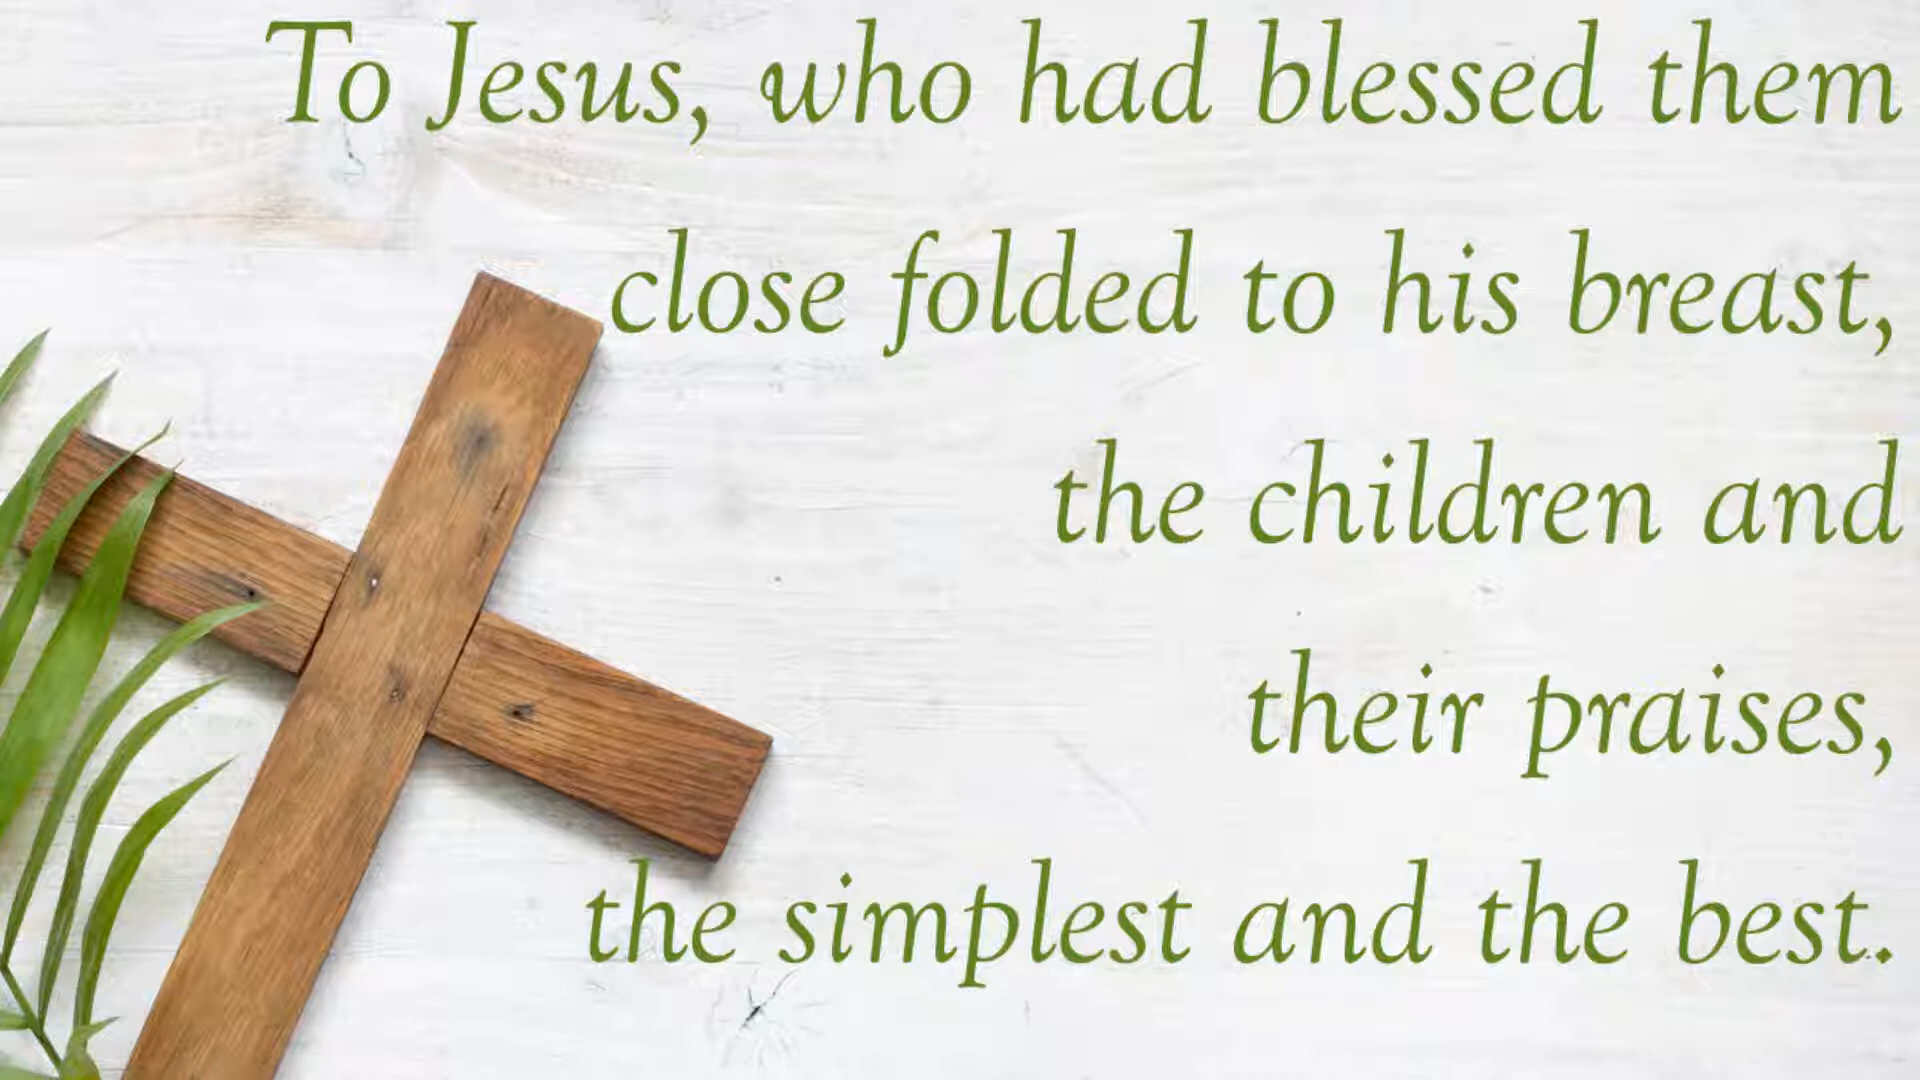 To Jesus, who had blessed them
close folded to his breast,
the children and
their praises,
the simplest and the best.